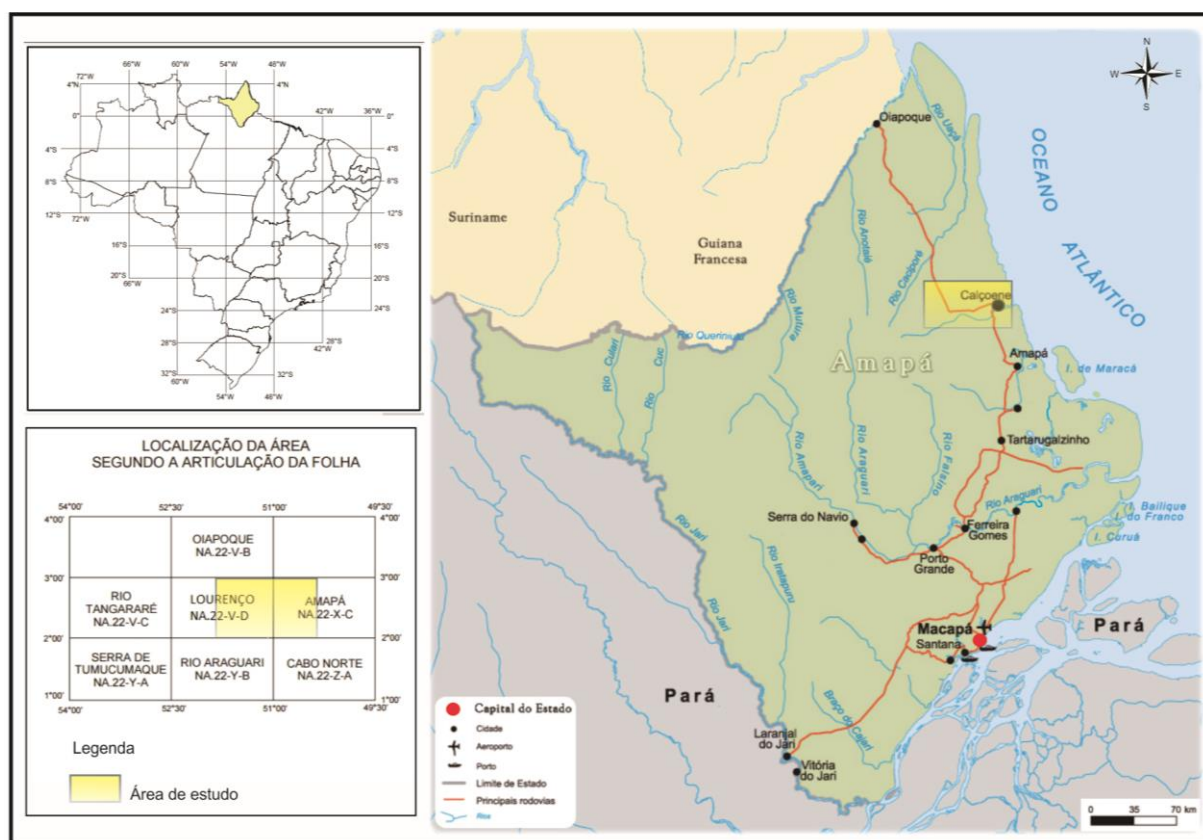 72°W
66°W
60°W
54°W
48°W
4°N
4°N
42°W
36°W
0°
0°
4°S
4°S
8°S
8°S
12°S
12°S
72°W
16°S
16°S
20°S
20°S
66°W
24°S
24°S
28°S
28°S
42°W
32°S
32°S
60°W
54°W
48°W
LOCALIZAÇÃO DA ÁREA
SEGUNDO A ARTICULAÇÃO DA FOLHA
54°00'
52°30'
51°00'
49°30'
4°00'
4°00'
OIAPOQUE
NA.22-V-B
3°00'
3°00'
RIO
TANGARARÉ
NA.22-V-C
LOURENÇO
NA.22-V-D
AMAPÁ
NA.22-X-C
2°00'
2°00'
SERRA DE
TUMUCUMAQUE
NA.22-Y-A
RIO ARAGUARI
NA.22-Y-B
CABO NORTE
NA.22-Z-A
1°00'
1°00'
54°00'
52°30'
51°00'
49°30'
Legenda
Área de estudo
N
W
E
S
Oiapoque
Rio Uaçá
OCEANO
ATLÂNTICO
Suriname
Guiana
Francesa
Rio Anotaié
Rio Caciporé
Calçoene
Rio Mutura
Rio Queriniutu
Rio Culari
Rio Cuc
Amapá
Amapá
I. de Maracá
Tartarugalzinho
Rio Amapari
Rio Araguari
Rio Falsino
Rio Araguari
I. Bailique
I. do Franco
I. Curuá
Serra do Navio
Ferreira
Gomes
Porto
Grande
Rio Jari
Rio Iratapuru
Rio Jari
Macapá
Santana
Pará
Pará
Braço do Cajari
Laranjal
do Jari
Vitória
do Jari
Capital do Estado
Cidade
Aeroporto
Porto
Limite de Estado
Principais rodovias
Rios
0 35 70 km